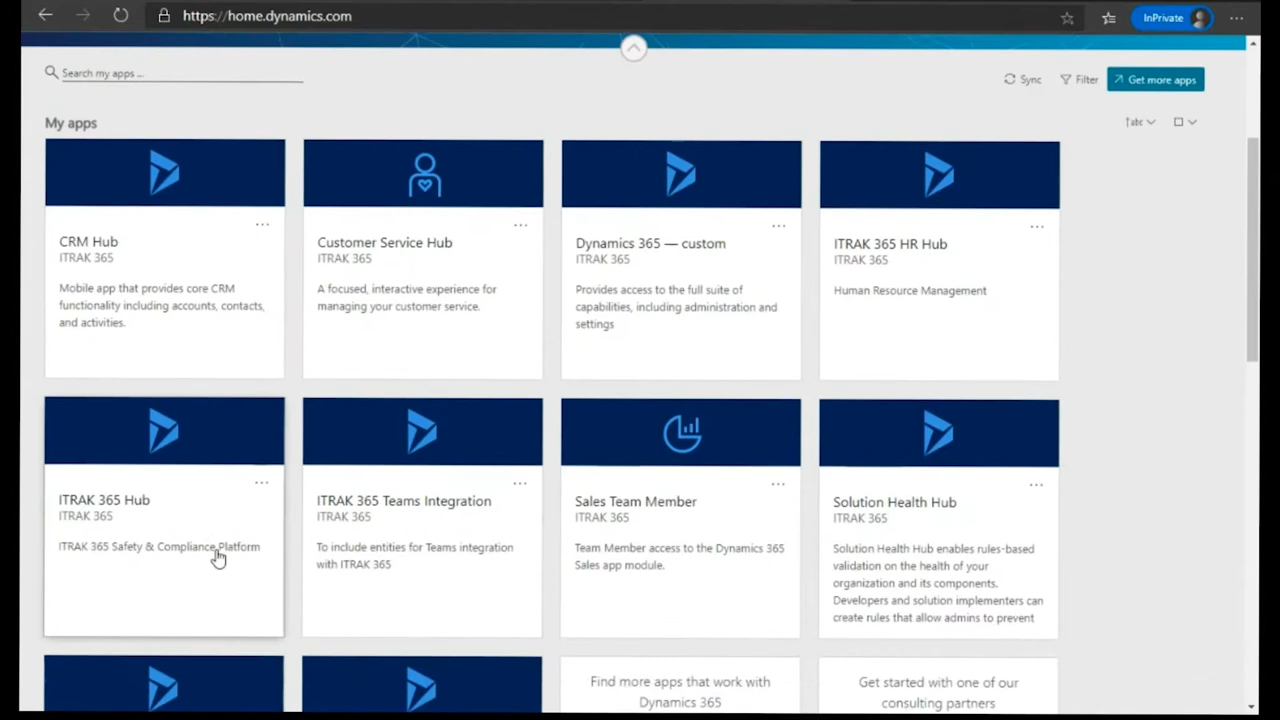 https://home.dynamics.com
InPrivate
Search my apps ...
Sync
Filter
Get more apps
My apps
abc
CRM Hub
ITRAK 365
Mobile app that provides core CRM
functionality including accounts, contacts,
and activities.
Customer Service Hub
ITRAK 365
A focused, interactive experience for
managing your customer service.
Dynamics 365 — custom
ITRAK 365
Provides access to the full suite of
capabilities, including administration and
settings
ITRAK 365 HR Hub
ITRAK 365
Human Resource Management
ITRAK 365 Hub
ITRAK 365
ITRAK 365 Safety & Compliance Platform
ITRAK 365 Teams Integration
ITRAK 365
To include entities for Teams integration
with ITRAK 365
Sales Team Member
ITRAK 365
Team Member access to the Dynamics 365
Sales app module.
Solution Health Hub
ITRAK 365
Solution Health Hub enables rules-based
validation on the health of your
organization and its components.
Developers and solution implementers can
create rules that allow admins to prevent
Find more apps that work with
Dynamics 365
Get started with one of our
consulting partners